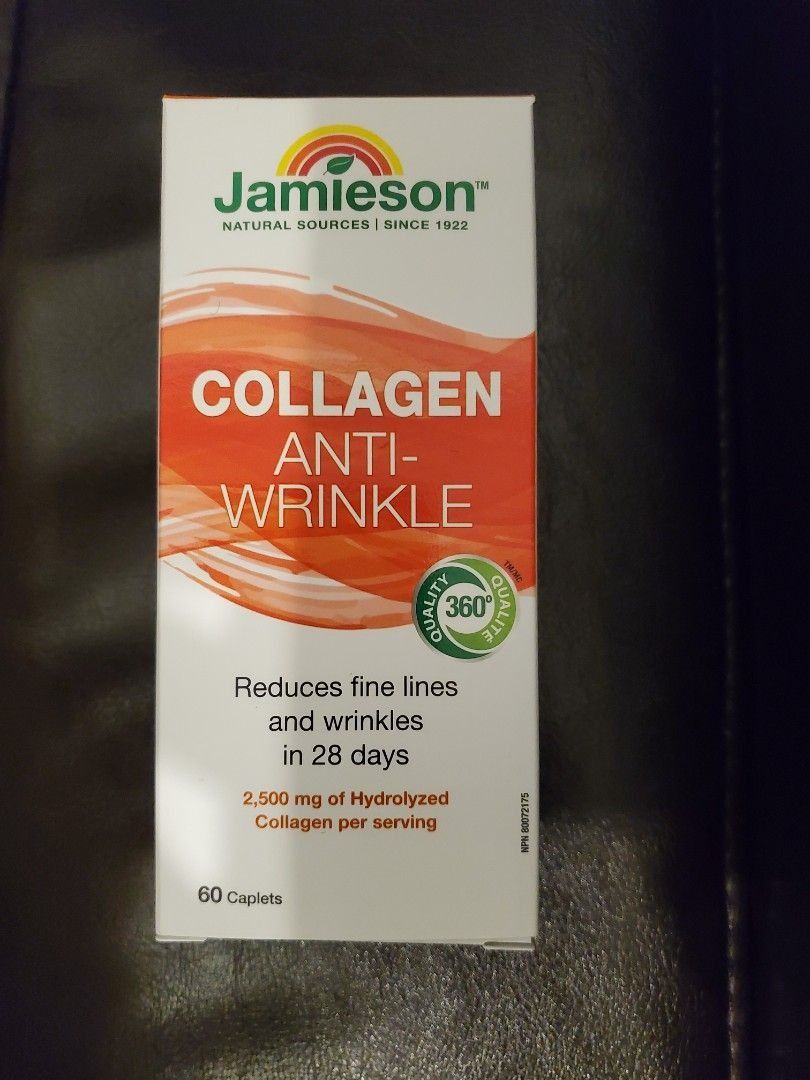 Jamieson™
NATURAL SOURCES | SINCE 1922
COLLAGEN
ANTI-
WRINKLE
QUALITY
360°
QUALITÉ
TM/MC
Reduces fine lines
and wrinkles
in 28 days
2,500 mg of Hydrolyzed
Collagen per serving
NPN 80072175
60 Caplets